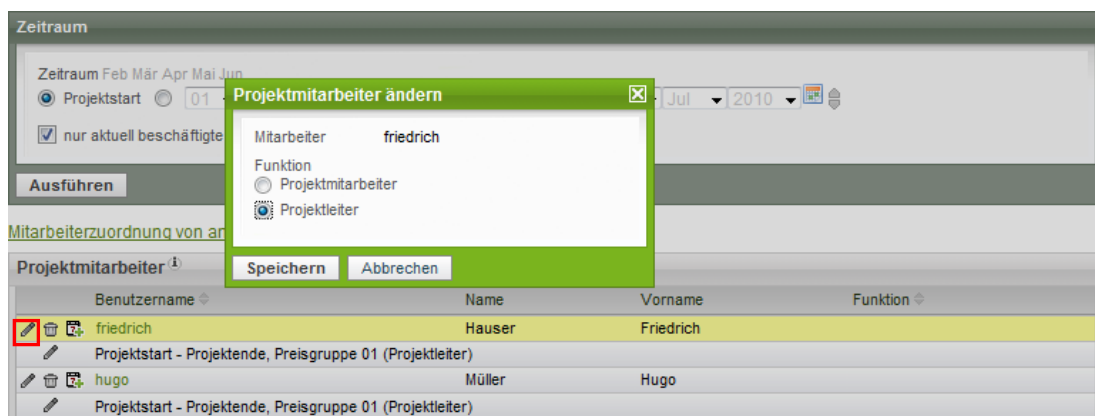 Zeitraum
Zeitraum Feb Mär Apr Mai Jun
Projektstart 01 Jul 2010
nur aktuell beschäftigte
Ausführen
Projektmitarbeiter ändern
Mitarbeiter friedrich
Funktion
Projektmitarbeiter
Projektleiter
Speichern Abbrechen
Mitarbeiterzuordnung von an
Projektmitarbeiter
Benutzername Name Vorname Funktion
friedrich Hauser Friedrich
Projektstart - Projektende, Preisgruppe 01 (Projektleiter)
hugo Müller Hugo
Projektstart - Projektende, Preisgruppe 01 (Projektleiter)